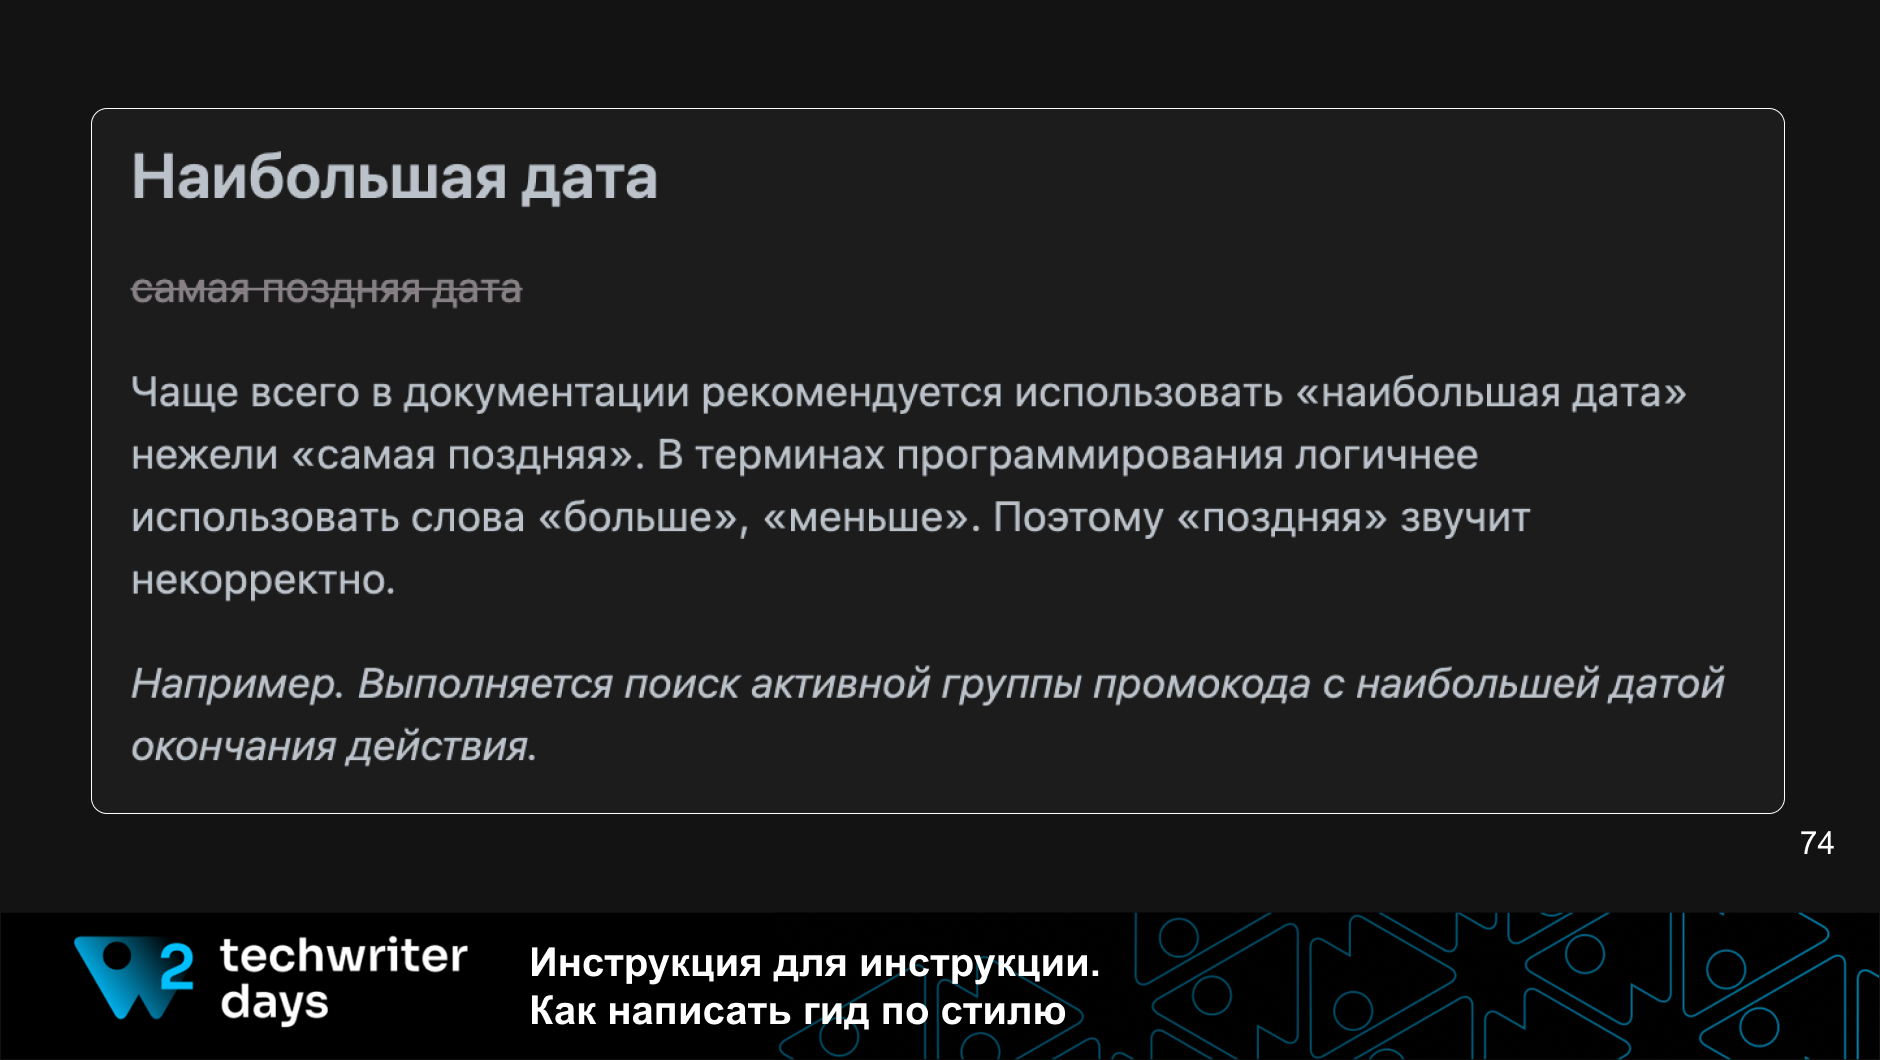 Наибольшая дата
самая поздняя дата
Чаще всего в документации рекомендуется использовать «наибольшая дата»
нежели «самая поздняя». В терминах программирования логичнее
использовать слова «больше», «меньше». Поэтому «поздняя» звучит
некорректно.
Например. Выполняется поиск активной группы промокода с наибольшей датой
окончания действия.
74
2
techwriter
days
Инструкция для инструкции.
Как написать гид по стилю